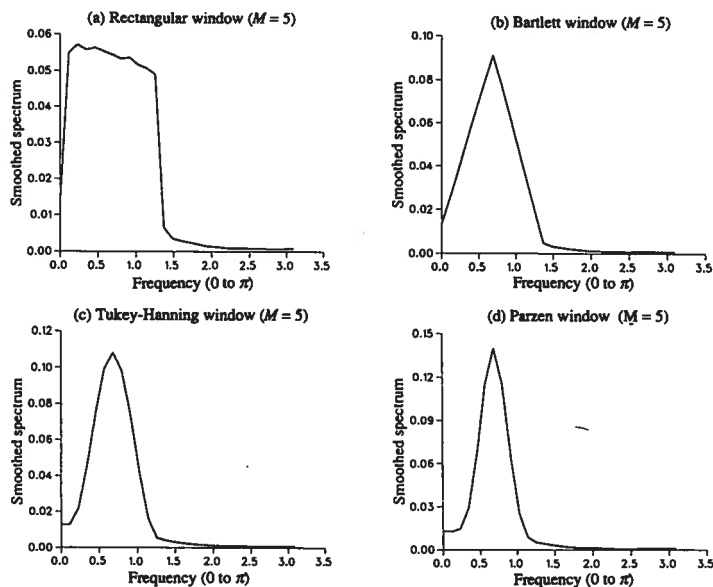 (a) Rectangular window (M = 5)
Smoothed spectrum
0.06
0.05
0.04
0.03
0.02
0.01
0.00
0.0 0.5 1.0 1.5 2.0 2.5 3.0 3.5
Frequency (0 to π)
(b) Bartlett window (M = 5)
Smoothed spectrum
0.10
0.08
0.06
0.04
0.02
0.00
0.0 0.5 1.0 1.5 2.0 2.5 3.0 3.5
Frequency (0 to π)
(c) Tukey-Hanning window (M = 5)
Smoothed spectrum
0.12
0.10
0.08
0.06
0.04
0.02
0.00
0.0 0.5 1.0 1.5 2.0 2.5 3.0 3.5
Frequency (0 to π)
(d) Parzen window (M = 5)
Smoothed spectrum
0.15
0.12
0.09
0.06
0.03
0.00
0.0 0.5 1.0 1.5 2.0 2.5 3.0 3.5
Frequency (0 to π)